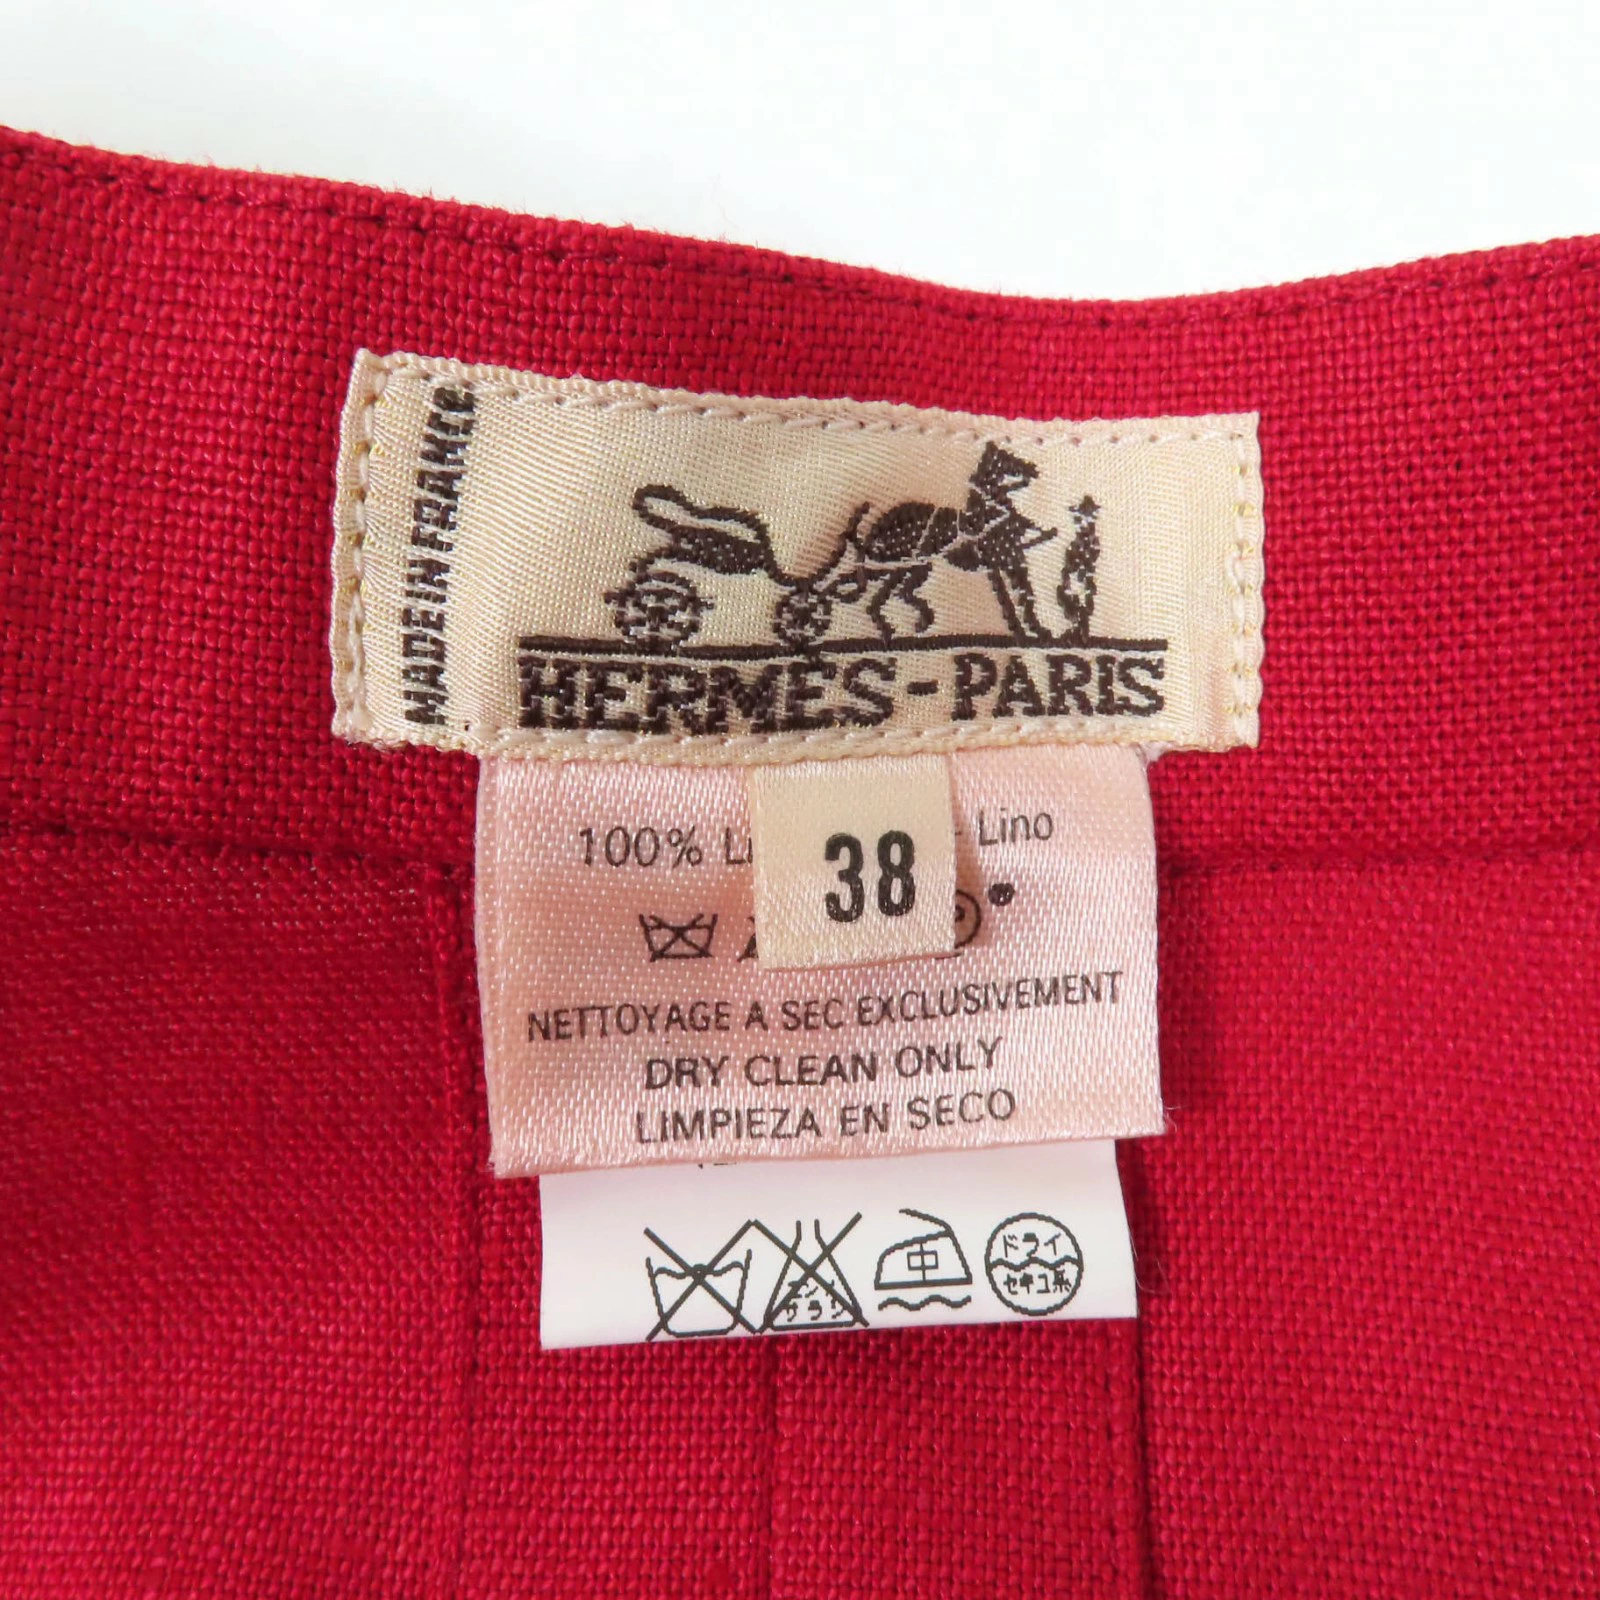 MADE IN FRANCE
HERMÈS-PARIS
100% Lino
38
NETTOYAGE A SEC EXCLUSIVEMENT
DRY CLEAN ONLY
LIMPIEZA EN SECO
中 ドライ
セキユ系